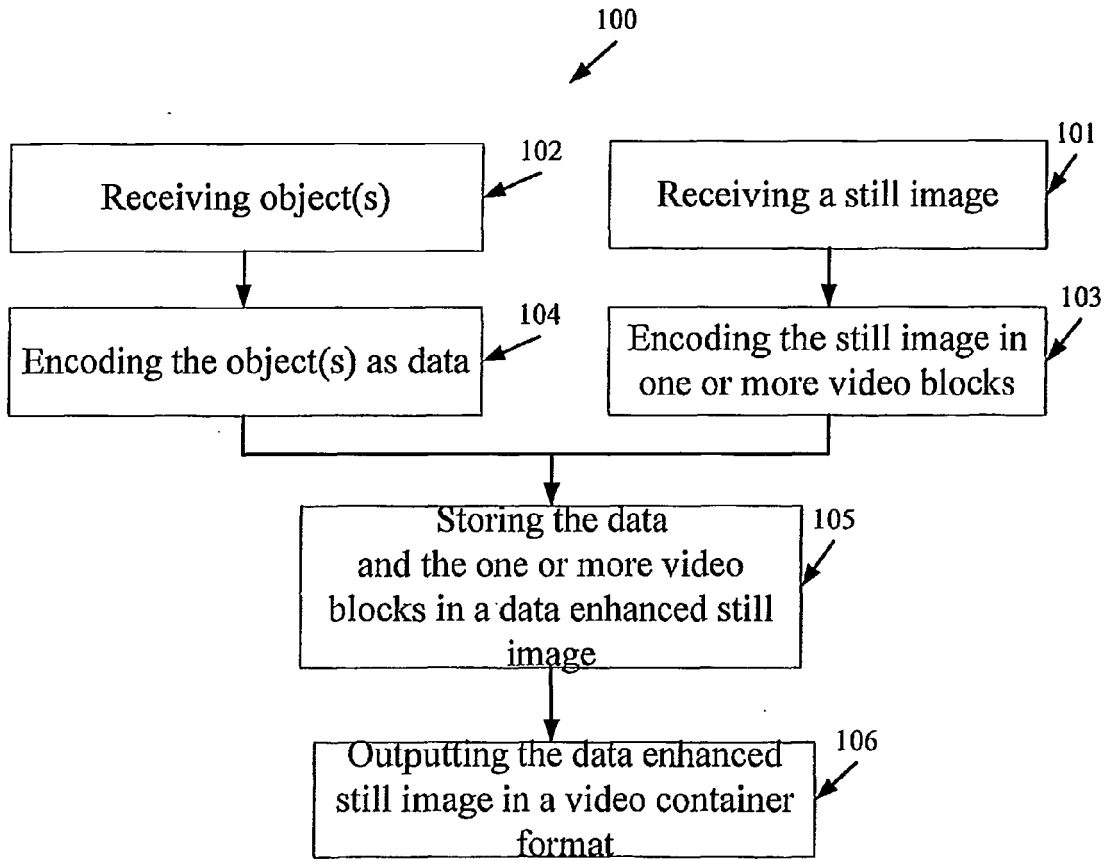 100
102
101
Receiving object(s)
Receiving a still image
104
103
Encoding the object(s) as data
Encoding the still image in
one or more video blocks
105
Storing the data
and the one or more video
blocks in a data enhanced still
image
106
Outputting the data enhanced
still image in a video container
format